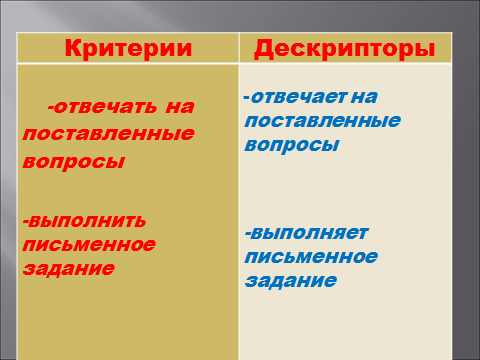 Критерии
Дескрипторы
-отвечать на
поставленные
вопросы
-выполнить
письменное
задание
-отвечает на
поставленные
вопросы
-выполняет
письменное
задание